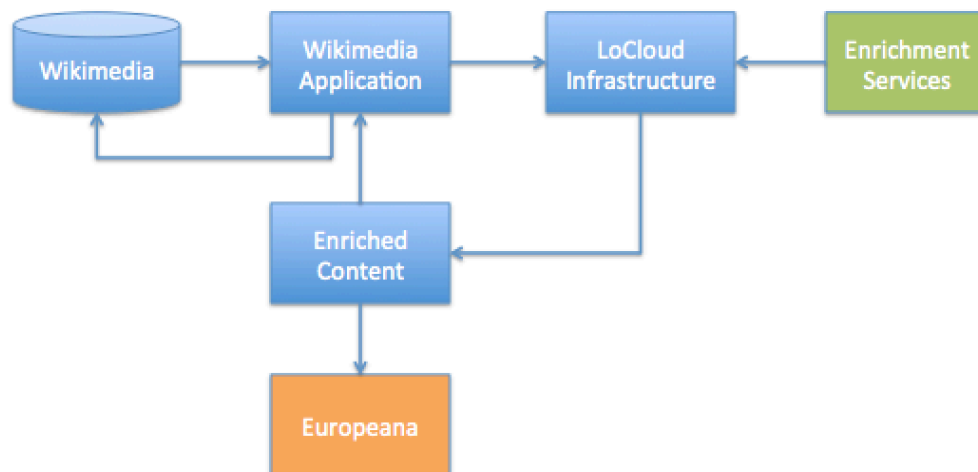 Wikimedia
Wikimedia
Application
LoCloud
Infrastructure
Enrichment
Services
Enriched
Content
Europeana